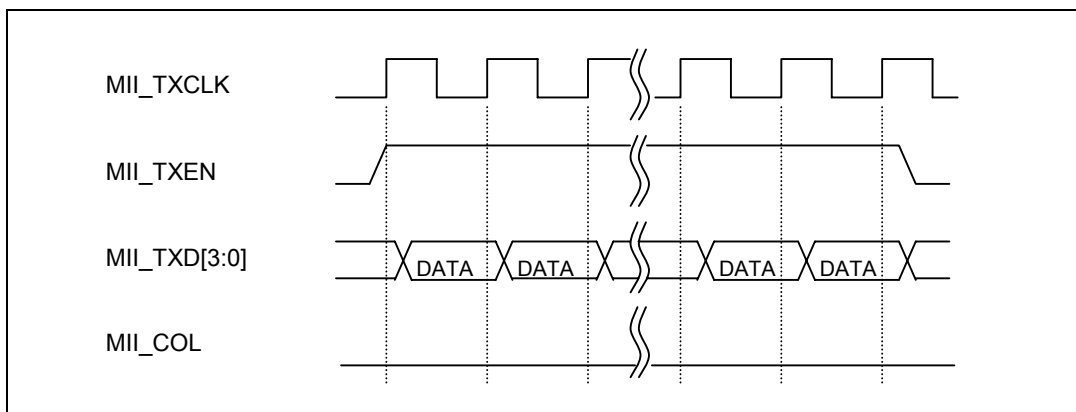 MII_TXCLK
MII_TXEN
MII_TXD[3:0]
DATA DATA DATA DATA
MII_COL